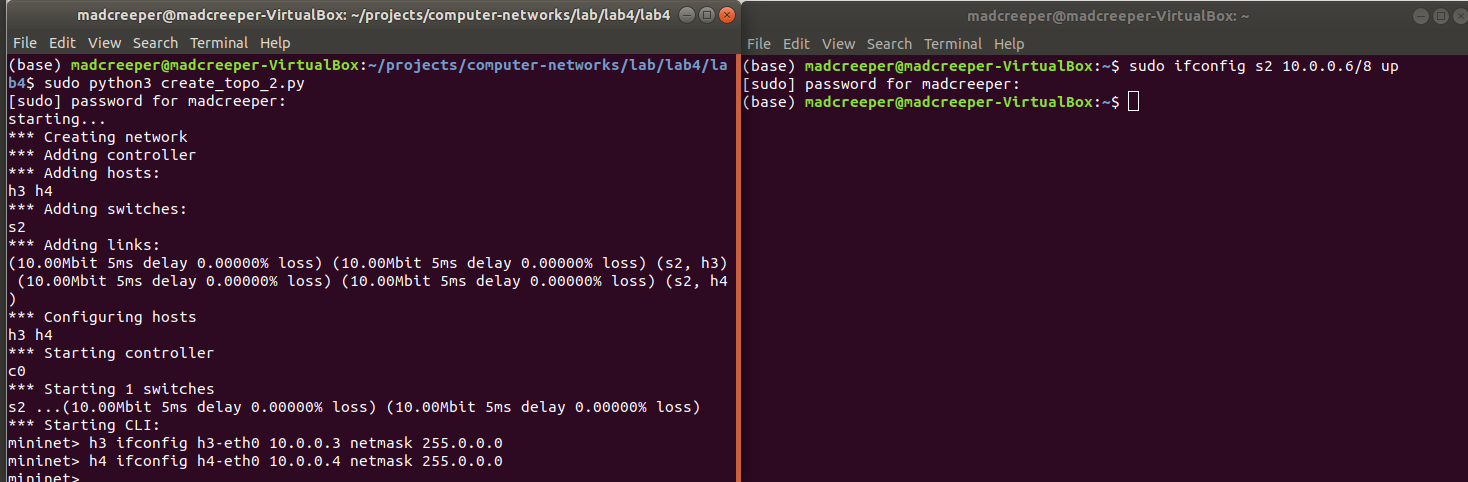 madcreeper@madcreeper-VirtualBox: ~/projects/computer-networks/lab/lab4/lab4
File Edit View Search Terminal Help
(base) madcreeper@madcreeper-VirtualBox:~/projects/computer-networks/lab/lab4/la
b4$ sudo python3 create_topo_2.py
[sudo] password for madcreeper:
starting...
*** Creating network
*** Adding controller
*** Adding hosts:
h3 h4
*** Adding switches:
s2
*** Adding links:
(10.00Mbit 5ms delay 0.00000% loss) (10.00Mbit 5ms delay 0.00000% loss) (s2, h3)
 (10.00Mbit 5ms delay 0.00000% loss) (10.00Mbit 5ms delay 0.00000% loss) (s2, h4
)
*** Configuring hosts
h3 h4
*** Starting controller
c0
*** Starting 1 switches
s2 ...(10.00Mbit 5ms delay 0.00000% loss) (10.00Mbit 5ms delay 0.00000% loss)
*** Starting CLI:
mininet> h3 ifconfig h3-eth0 10.0.0.3 netmask 255.0.0.0
mininet> h4 ifconfig h4-eth0 10.0.0.4 netmask 255.0.0.0
mininet>
madcreeper@madcreeper-VirtualBox: ~
File Edit View Search Terminal Help
(base) madcreeper@madcreeper-VirtualBox:~$ sudo ifconfig s2 10.0.0.6/8 up
[sudo] password for madcreeper:
(base) madcreeper@madcreeper-VirtualBox:~$